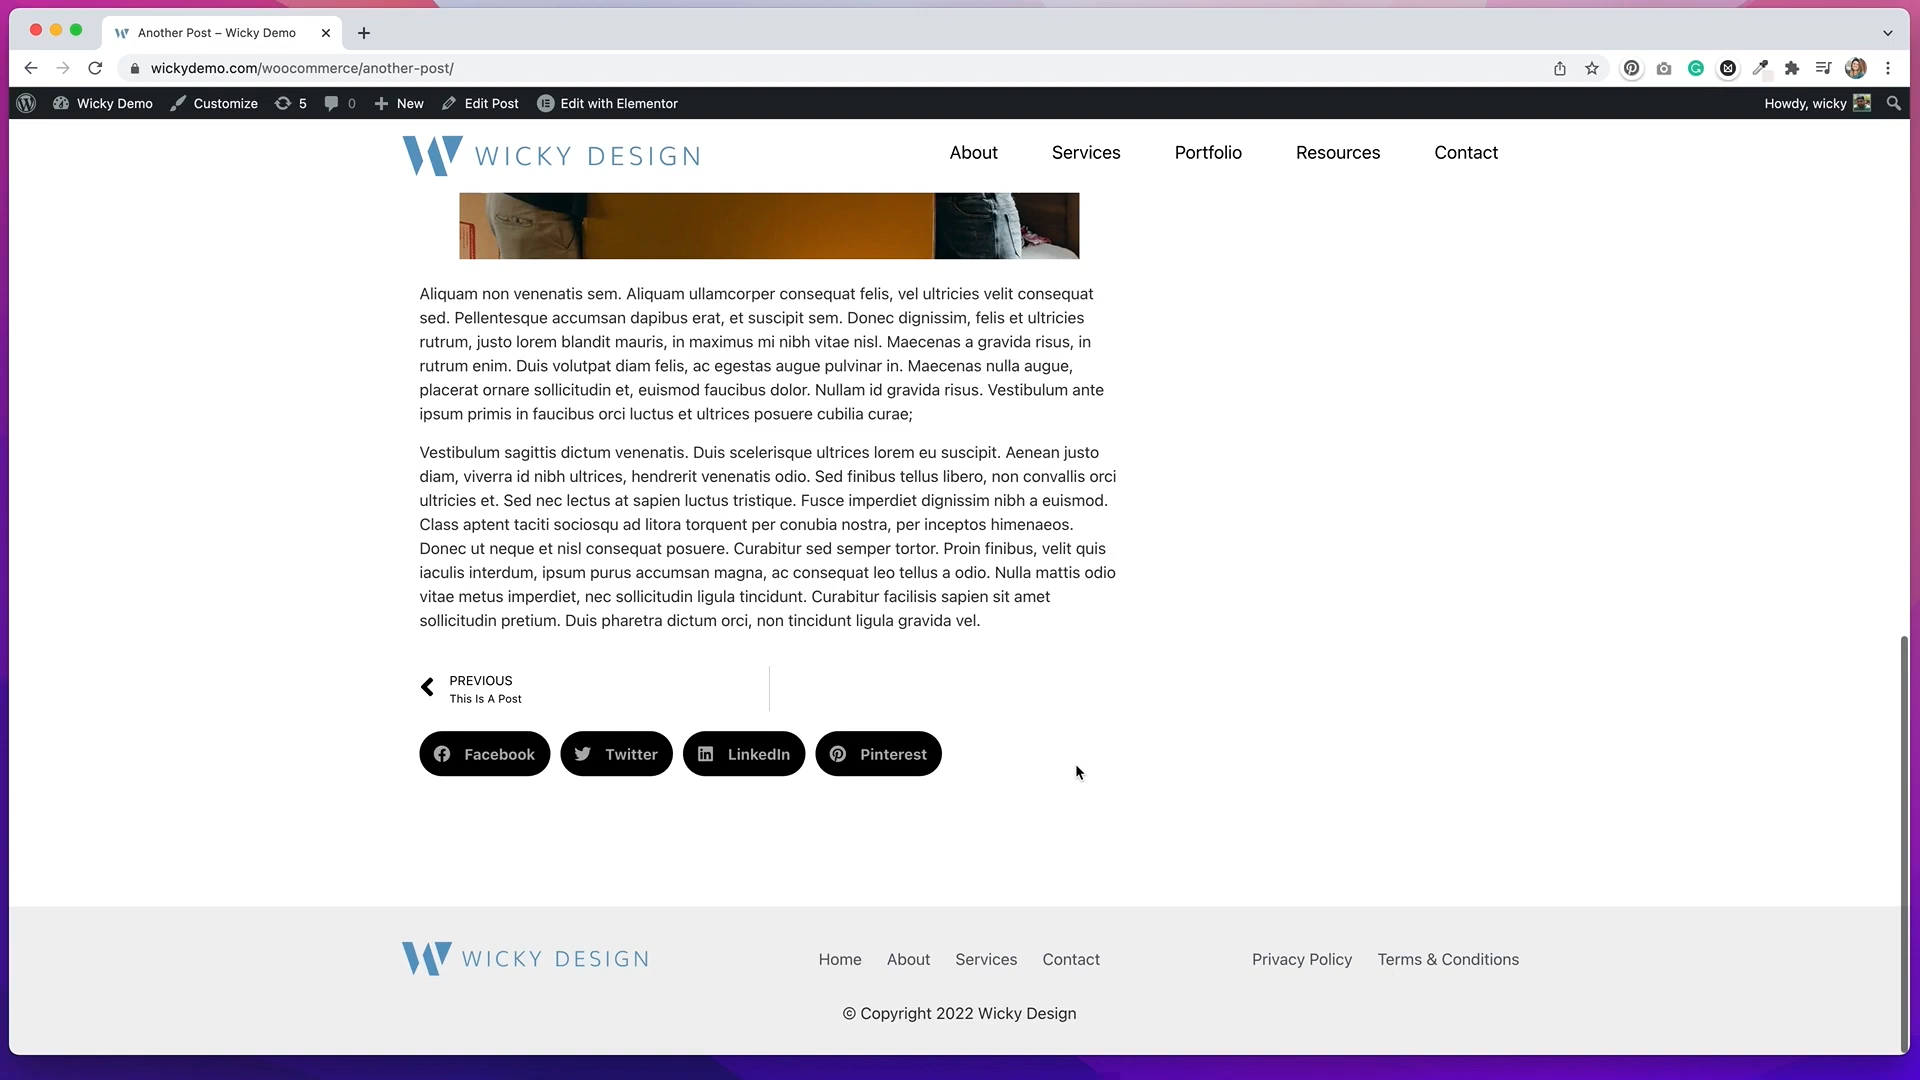 Another Post – Wicky Demo
wickydemo.com/woocommerce/another-post/
Wicky Demo Customize 5 0 New Edit Post Edit with Elementor Howdy, wicky
WICKY DESIGN About Services Portfolio Resources Contact
Aliquam non venenatis sem. Aliquam ullamcorper consequat felis, vel ultricies velit consequat
sed. Pellentesque accumsan dapibus erat, et suscipit sem. Donec dignissim, felis et ultricies
rutrum, justo lorem blandit mauris, in maximus mi nibh vitae nisl. Maecenas a gravida risus, in
rutrum enim. Duis volutpat diam felis, ac egestas augue pulvinar in. Maecenas nulla augue,
placerat ornare sollicitudin et, euismod faucibus dolor. Nullam id gravida risus. Vestibulum ante
ipsum primis in faucibus orci luctus et ultrices posuere cubilia curae;
Vestibulum sagittis dictum venenatis. Duis scelerisque ultrices lorem eu suscipit. Aenean justo
diam, viverra id nibh ultrices, hendrerit venenatis odio. Sed finibus tellus libero, non convallis orci
ultricies et. Sed nec lectus at sapien luctus tristique. Fusce imperdiet dignissim nibh a euismod.
Class aptent taciti sociosqu ad litora torquent per conubia nostra, per inceptos himenaeos.
Donec ut neque et nisl consequat posuere. Curabitur sed semper tortor. Proin finibus, velit quis
iaculis interdum, ipsum purus accumsan magna, ac consequat leo tellus a odio. Nulla mattis odio
vitae metus imperdiet, nec sollicitudin ligula tincidunt. Curabitur facilisis sapien sit amet
sollicitudin pretium. Duis pharetra dictum orci, non tincidunt ligula gravida vel.
PREVIOUS
This Is A Post
Facebook Twitter LinkedIn Pinterest
WICKY DESIGN Home About Services Contact Privacy Policy Terms & Conditions
© Copyright 2022 Wicky Design